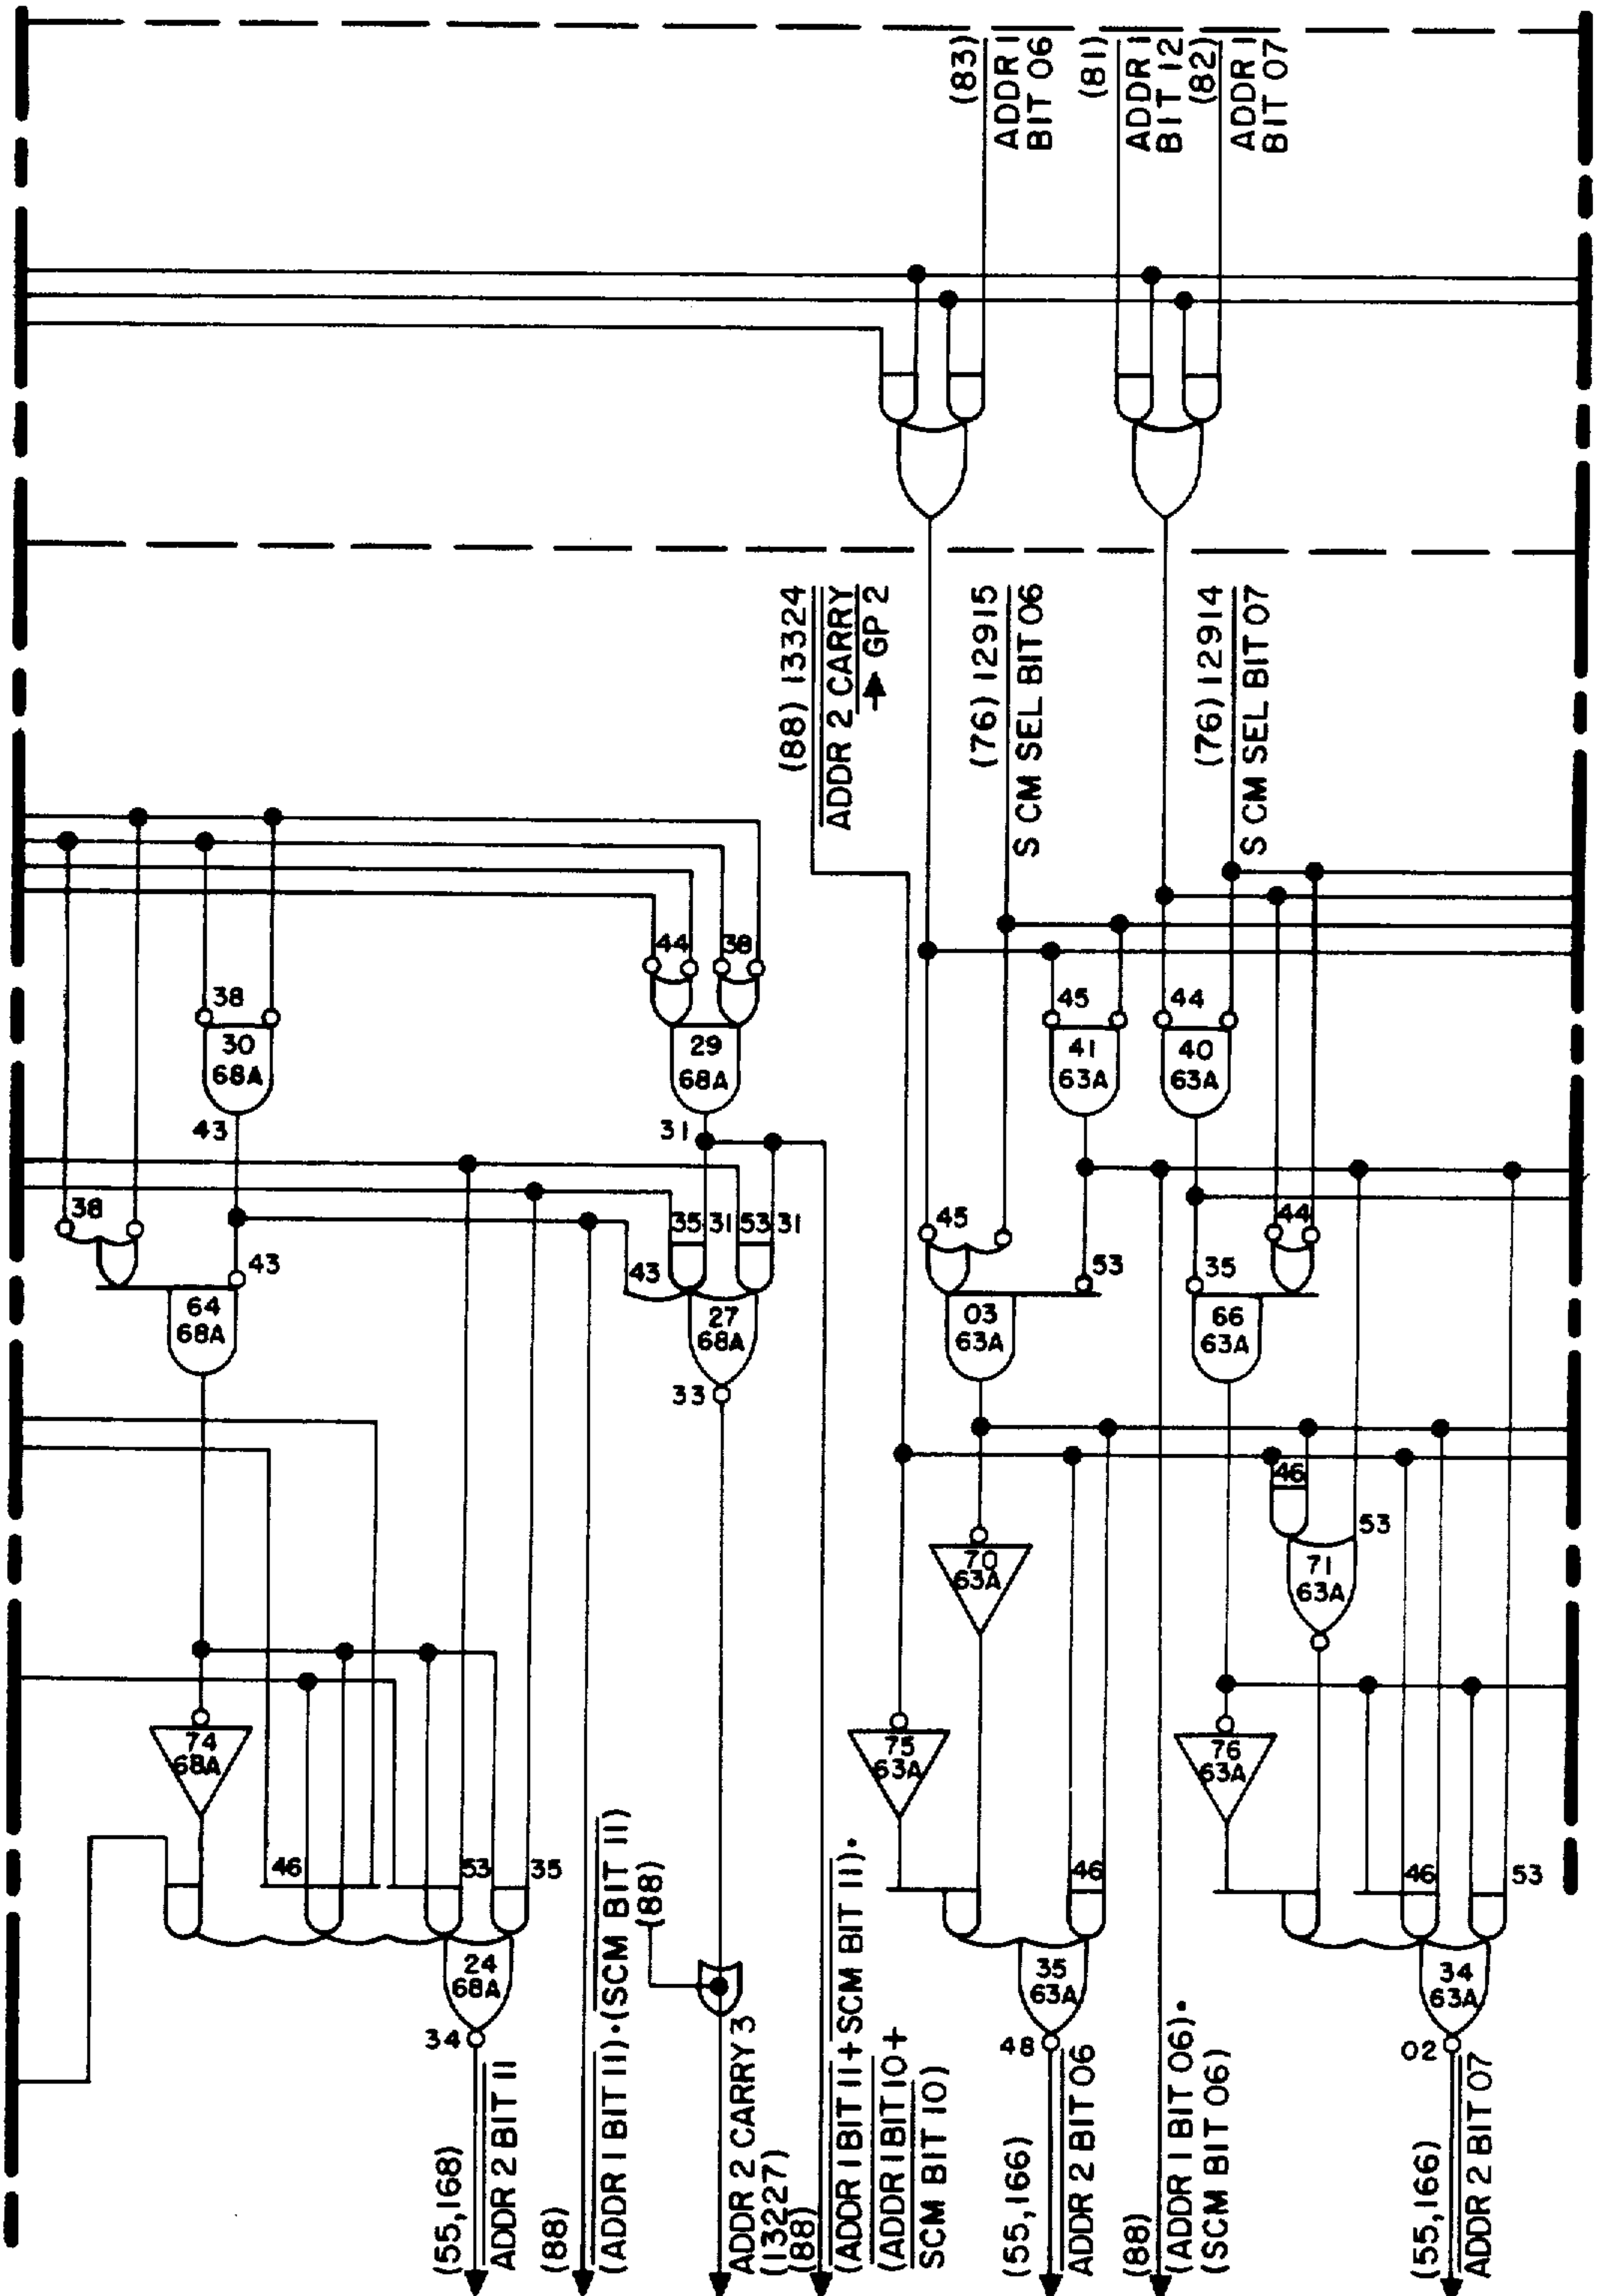 (83)
ADDR 1
BIT 06
(81)
ADDR 1
BIT 12
(82)
ADDR 1
BIT 07
(88) 13324
ADDR 2 CARRY
→ GP 2
(76) 12915
S CM SEL BIT 06
(76) 12914
S CM SEL BIT 07
44
38
38
30
68A
43
29
68A
31
45
41
63A
44
40
63A
38
43
64
68A
35
31
53
31
43
27
68A
33
45
53
03
63A
35
44
66
63A
46
53
70
63A
71
63A
74
68A
75
63A
76
63A
46
53
35
46
46
53
24
68A
34
35
63A
48
34
63A
02
(55,168)
ADDR 2 BIT 11
(88)
(ADDR 1 BIT 11)•(SCM BIT 11)
(88)
ADDR 2 CARRY 3
(13227)
(88)
(ADDR 1 BIT 11+SCM BIT 11)•
(ADDR 1 BIT 10+
SCM BIT 10)
(55,166)
ADDR 2 BIT 06
(88)
(ADDR 1 BIT 06)•
(SCM BIT 06)
(55,166)
ADDR 2 BIT 07